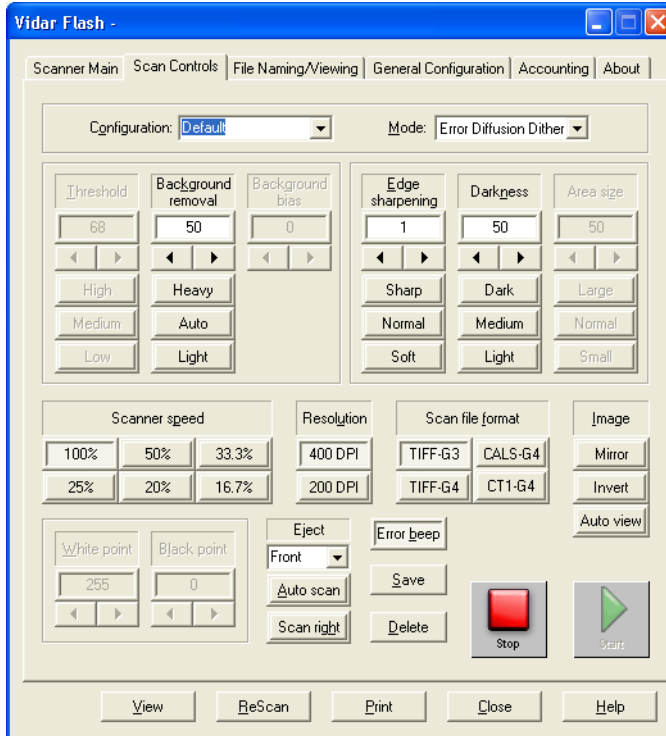 Vidar Flash -
Scanner Main Scan Controls File Naming/Viewing General Configuration Accounting About
Configuration: Default Mode: Error Diffusion Dither
Threshold Background removal Background bias Edge sharpening Darkness Area size
68 50 0 1 50 50
High Heavy Sharp Dark Large
Medium Auto Normal Medium Normal
Low Light Soft Light Small
Scanner speed Resolution Scan file format Image
100% 50% 33.3% 400 DPI TIFF-G3 CALS-G4 Mirror
25% 20% 16.7% 200 DPI TIFF-G4 CT1-G4 Invert
Auto view
White point Black point Eject Error beep
255 0 Front
Auto scan Save
Scan right Delete
Stop Start
View ReScan Print Close Help